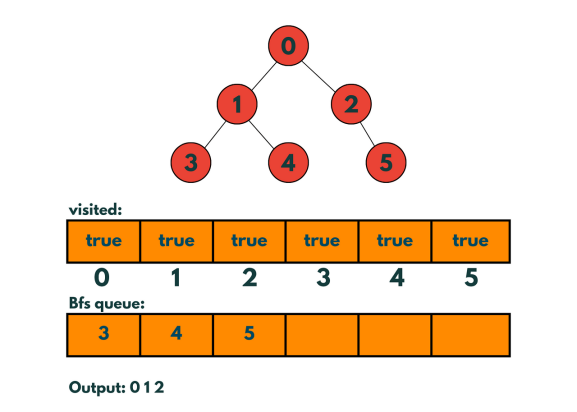 0
1 2
3 4 5
visited:
true true true true true true
0 1 2 3 4 5
Bfs queue:
3 4 5
Output: 0 1 2